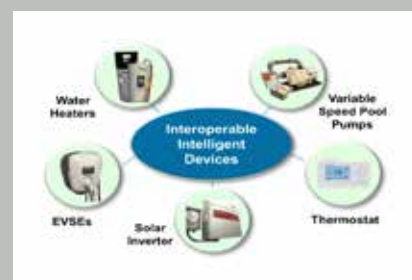 Water
Heaters
Variable
Speed Pool
Pumps
Interoperable
Intelligent
Devices
EVSEs
Solar
Inverter
Thermostat